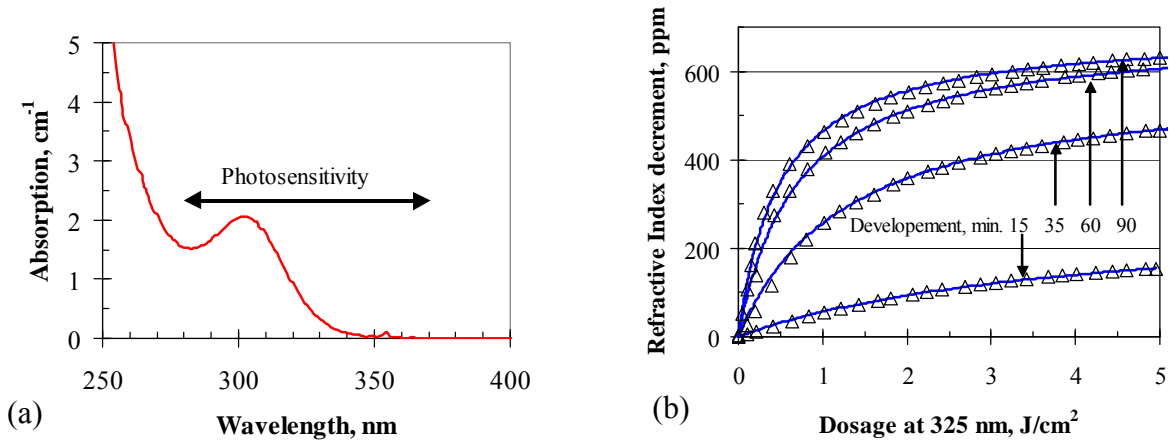 5
4
3
2
1
0
Absorption, cm-1
Photosensitivity
250 300 350 400
Wavelength, nm
(a)
600
400
200
0
Refractive Index decrement, ppm
Developement, min. 15 35 60 90
0 1 2 3 4 5
Dosage at 325 nm, J/cm2
(b)